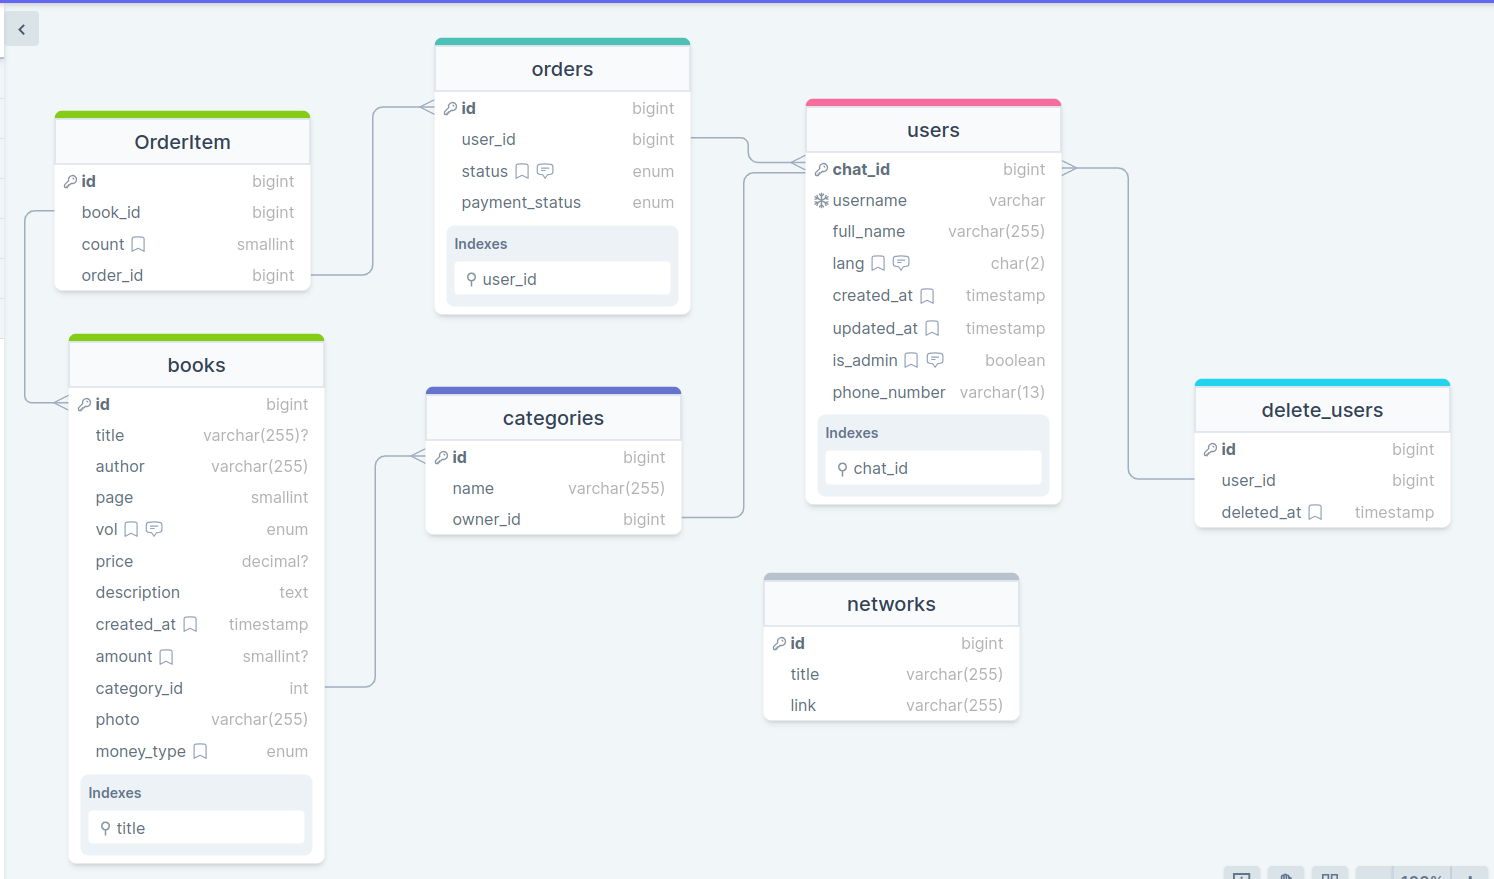 orders
id bigint
user_id bigint
status enum
payment_status enum
Indexes
user_id
OrderItem
id bigint
book_id bigint
count smallint
order_id bigint
users
chat_id bigint
username varchar
full_name varchar(255)
lang char(2)
created_at timestamp
updated_at timestamp
is_admin boolean
phone_number varchar(13)
Indexes
chat_id
books
id bigint
title varchar(255)?
author varchar(255)
page smallint
vol enum
price decimal?
description text
created_at timestamp
amount smallint?
category_id int
photo varchar(255)
money_type enum
Indexes
title
categories
id bigint
name varchar(255)
owner_id bigint
delete_users
id bigint
user_id bigint
deleted_at timestamp
networks
id bigint
title varchar(255)
link varchar(255)